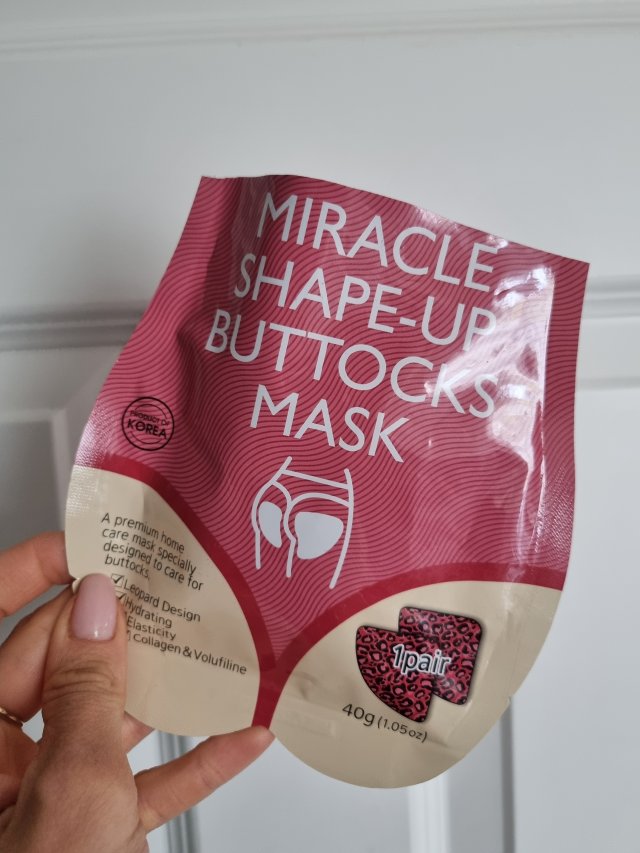 MIRACLE
SHAPE-UP
BUTTOCKS
MASK
PRODUCT OF
KOREA
A premium home
care mask specially
designed to care for
buttocks.
Leopard Design
Hydrating
Elasticity
Collagen & Volufiline
1pair
40g (1.05oz)